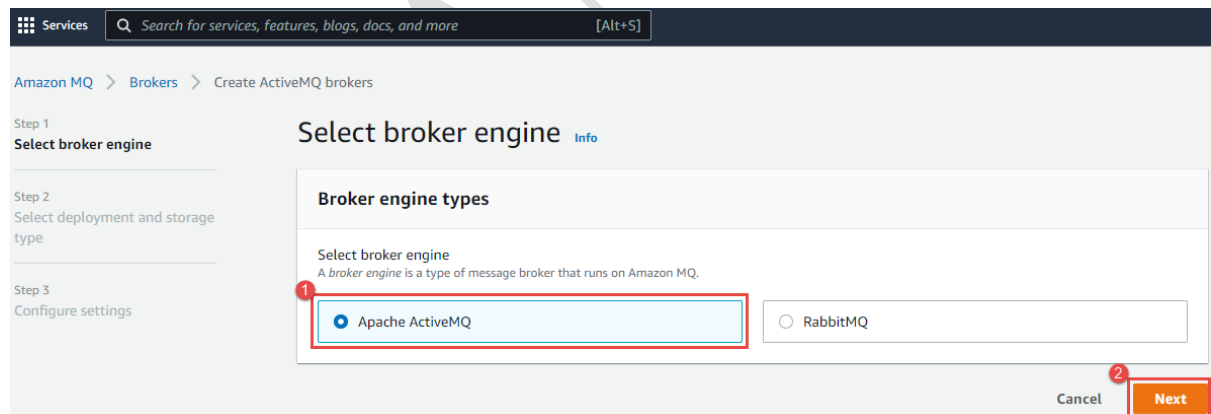 Services
Search for services, features, blogs, docs, and more [Alt+S]
Amazon MQ > Brokers > Create ActiveMQ brokers
Step 1
Select broker engine
Step 2
Select deployment and storage
type
Step 3
Configure settings
Select broker engine Info
Broker engine types
Select broker engine
A broker engine is a type of message broker that runs on Amazon MQ.
1
Apache ActiveMQ
RabbitMQ
2
Cancel Next